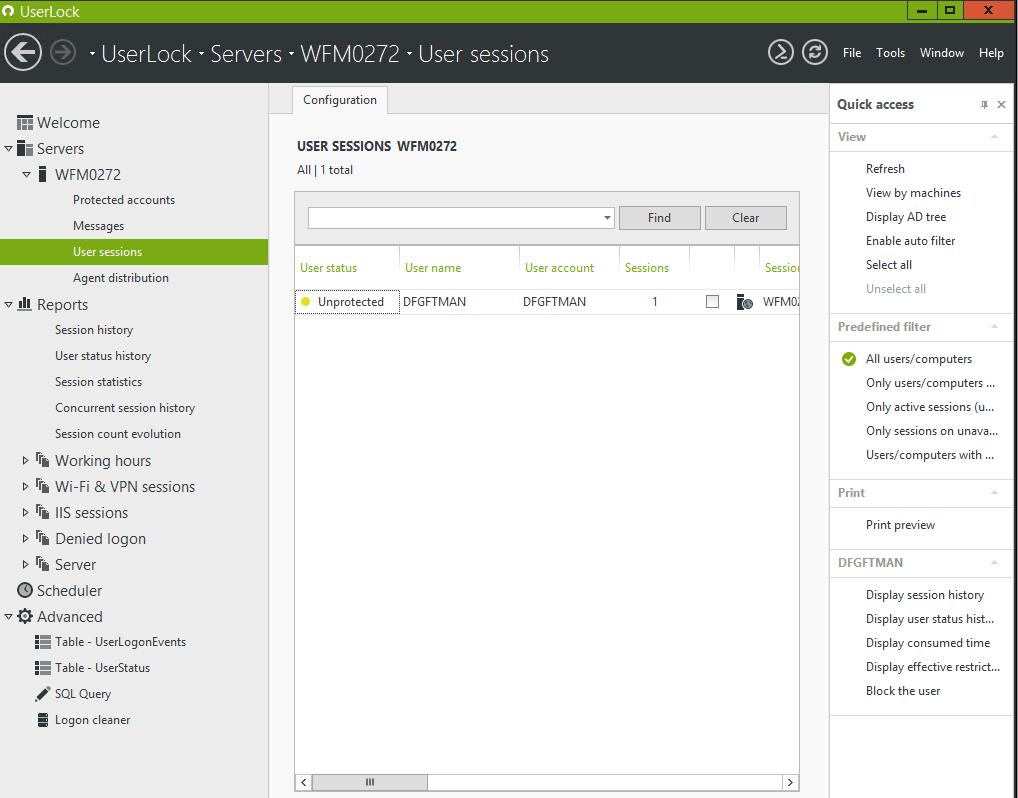 UserLock
UserLock · Servers · WFM0272 · User sessions
File Tools Window Help
Welcome
Servers
WFM0272
Protected accounts
Messages
User sessions
Agent distribution
Reports
Session history
User status history
Session statistics
Concurrent session history
Session count evolution
Working hours
Wi-Fi & VPN sessions
IIS sessions
Denied logon
Server
Scheduler
Advanced
Table - UserLogonEvents
Table - UserStatus
SQL Query
Logon cleaner
Configuration
USER SESSIONS WFM0272
All | 1 total
Find Clear
User status User name User account Sessions Session
Unprotected DFGFTMAN DFGFTMAN 1 WFM02
Quick access
View
Refresh
View by machines
Display AD tree
Enable auto filter
Select all
Unselect all
Predefined filter
All users/computers
Only users/computers ...
Only active sessions (u...
Only sessions on unava...
Users/computers with ...
Print
Print preview
DFGFTMAN
Display session history
Display user status hist...
Display consumed time
Display effective restrict...
Block the user